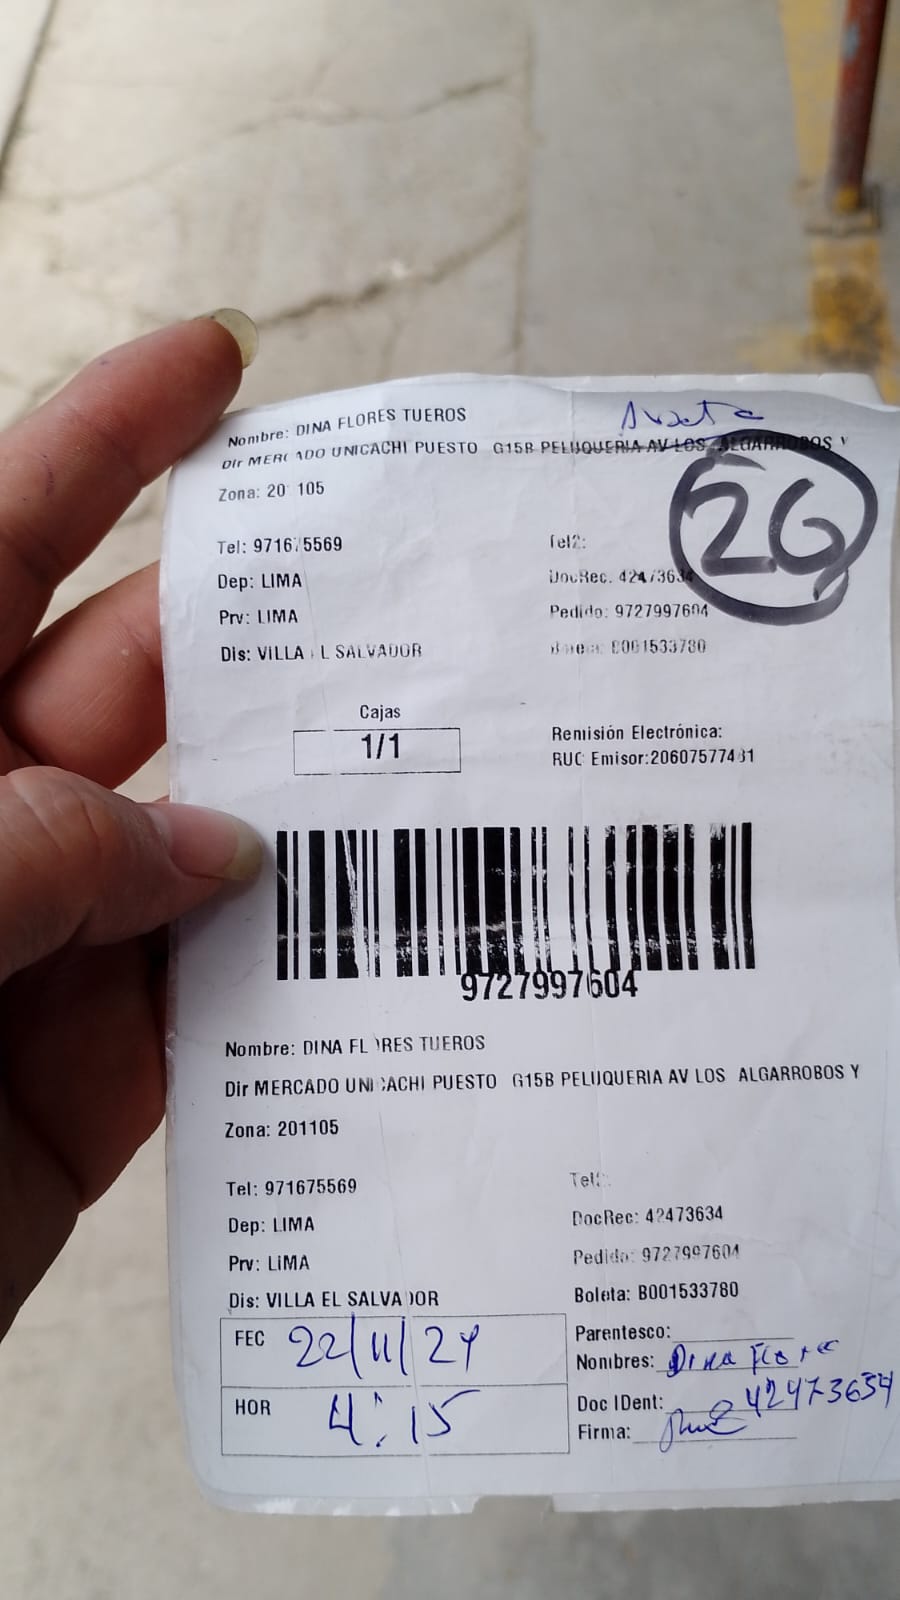 Nombre: DINA FLORES TUEROS
Dir MERCADO UNICACHI PUESTO G15B PELUQUERIA AV LOS ALGARROBOS Y
26
Zona: 20 105
Tel: 971675569 Tel2:
Dep: LIMA DocRec: 42473634
Prv: LIMA Pedido: 9727997604
Dis: VILLA EL SALVADOR B001533780
Cajas
1/1
Remisión Electrónica:
RUC Emisor:20607577431
9727997604
Nombre: DINA FLORES TUEROS
Dir MERCADO UNICACHI PUESTO G15B PELUQUERIA AV LOS ALGARROBOS Y
Zona: 201105
Tel: 971675569 Tel2:
Dep: LIMA DocRec: 42473634
Prv: LIMA Pedido: 9727997604
Dis: VILLA EL SALVADOR Boleta: B001533780
FEC 22/11/24
Parentesco:
Nombres: Dina Flores
HOR 4:15
Doc IDent: 42473634
Firma: